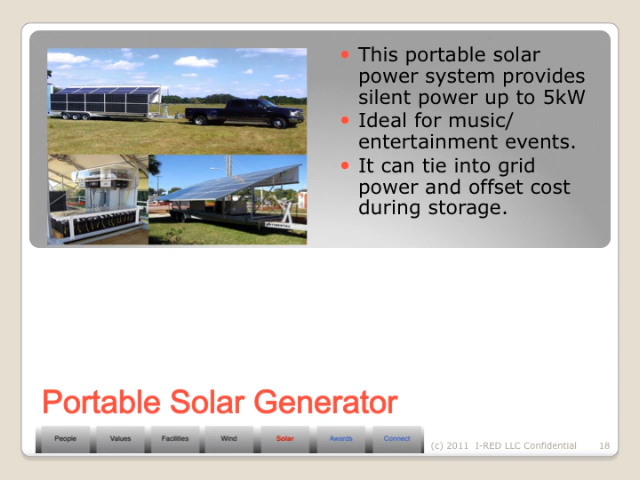 • This portable solar
power system provides
silent power up to 5kW
• Ideal for music/
entertainment events.
• It can tie into grid
power and offset cost
during storage.
Portable Solar Generator
People Values Facilities Wind Solar Awards Connect
(c) 2011 I-RED LLC Confidential 18